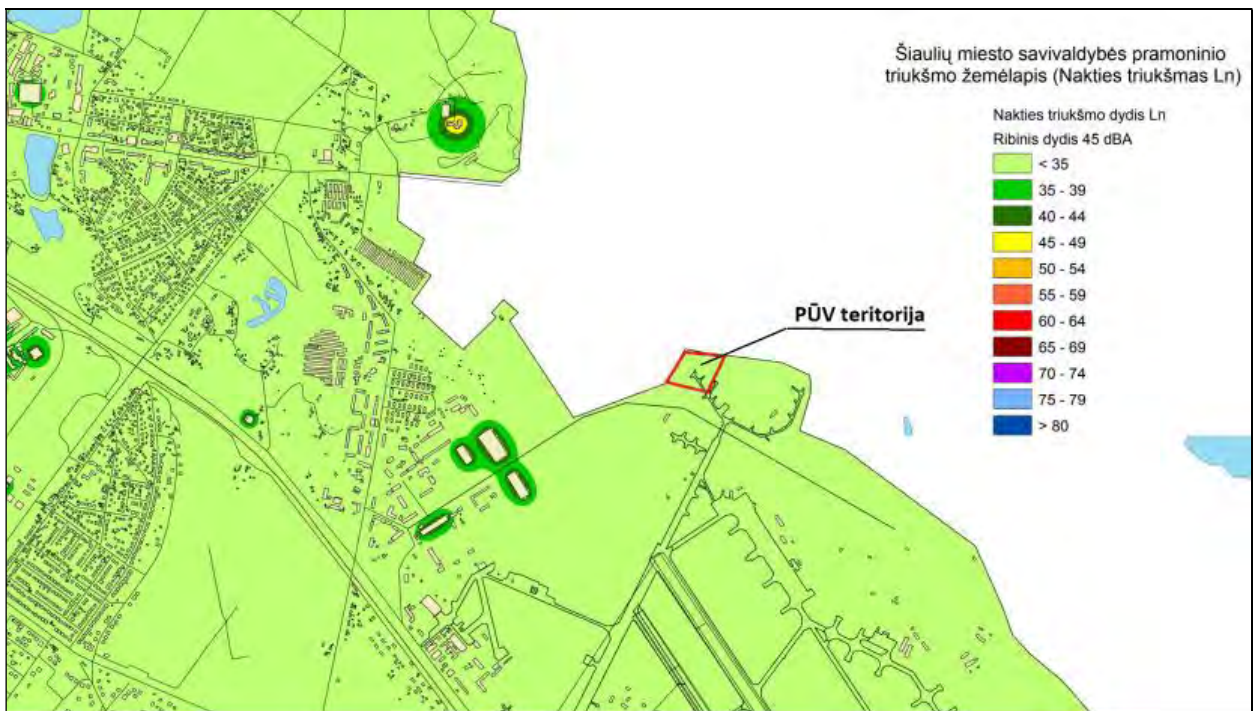 Šiaulių miesto savivaldybės pramoninio
triukšmo žemėlapis (Nakties triukšmas Ln)
Nakties triukšmo dydis Ln
Ribinis dydis 45 dBA
< 35
35 - 39
40 - 44
45 - 49
50 - 54
55 - 59
60 - 64
65 - 69
70 - 74
75 - 79
> 80
PŪV teritorija